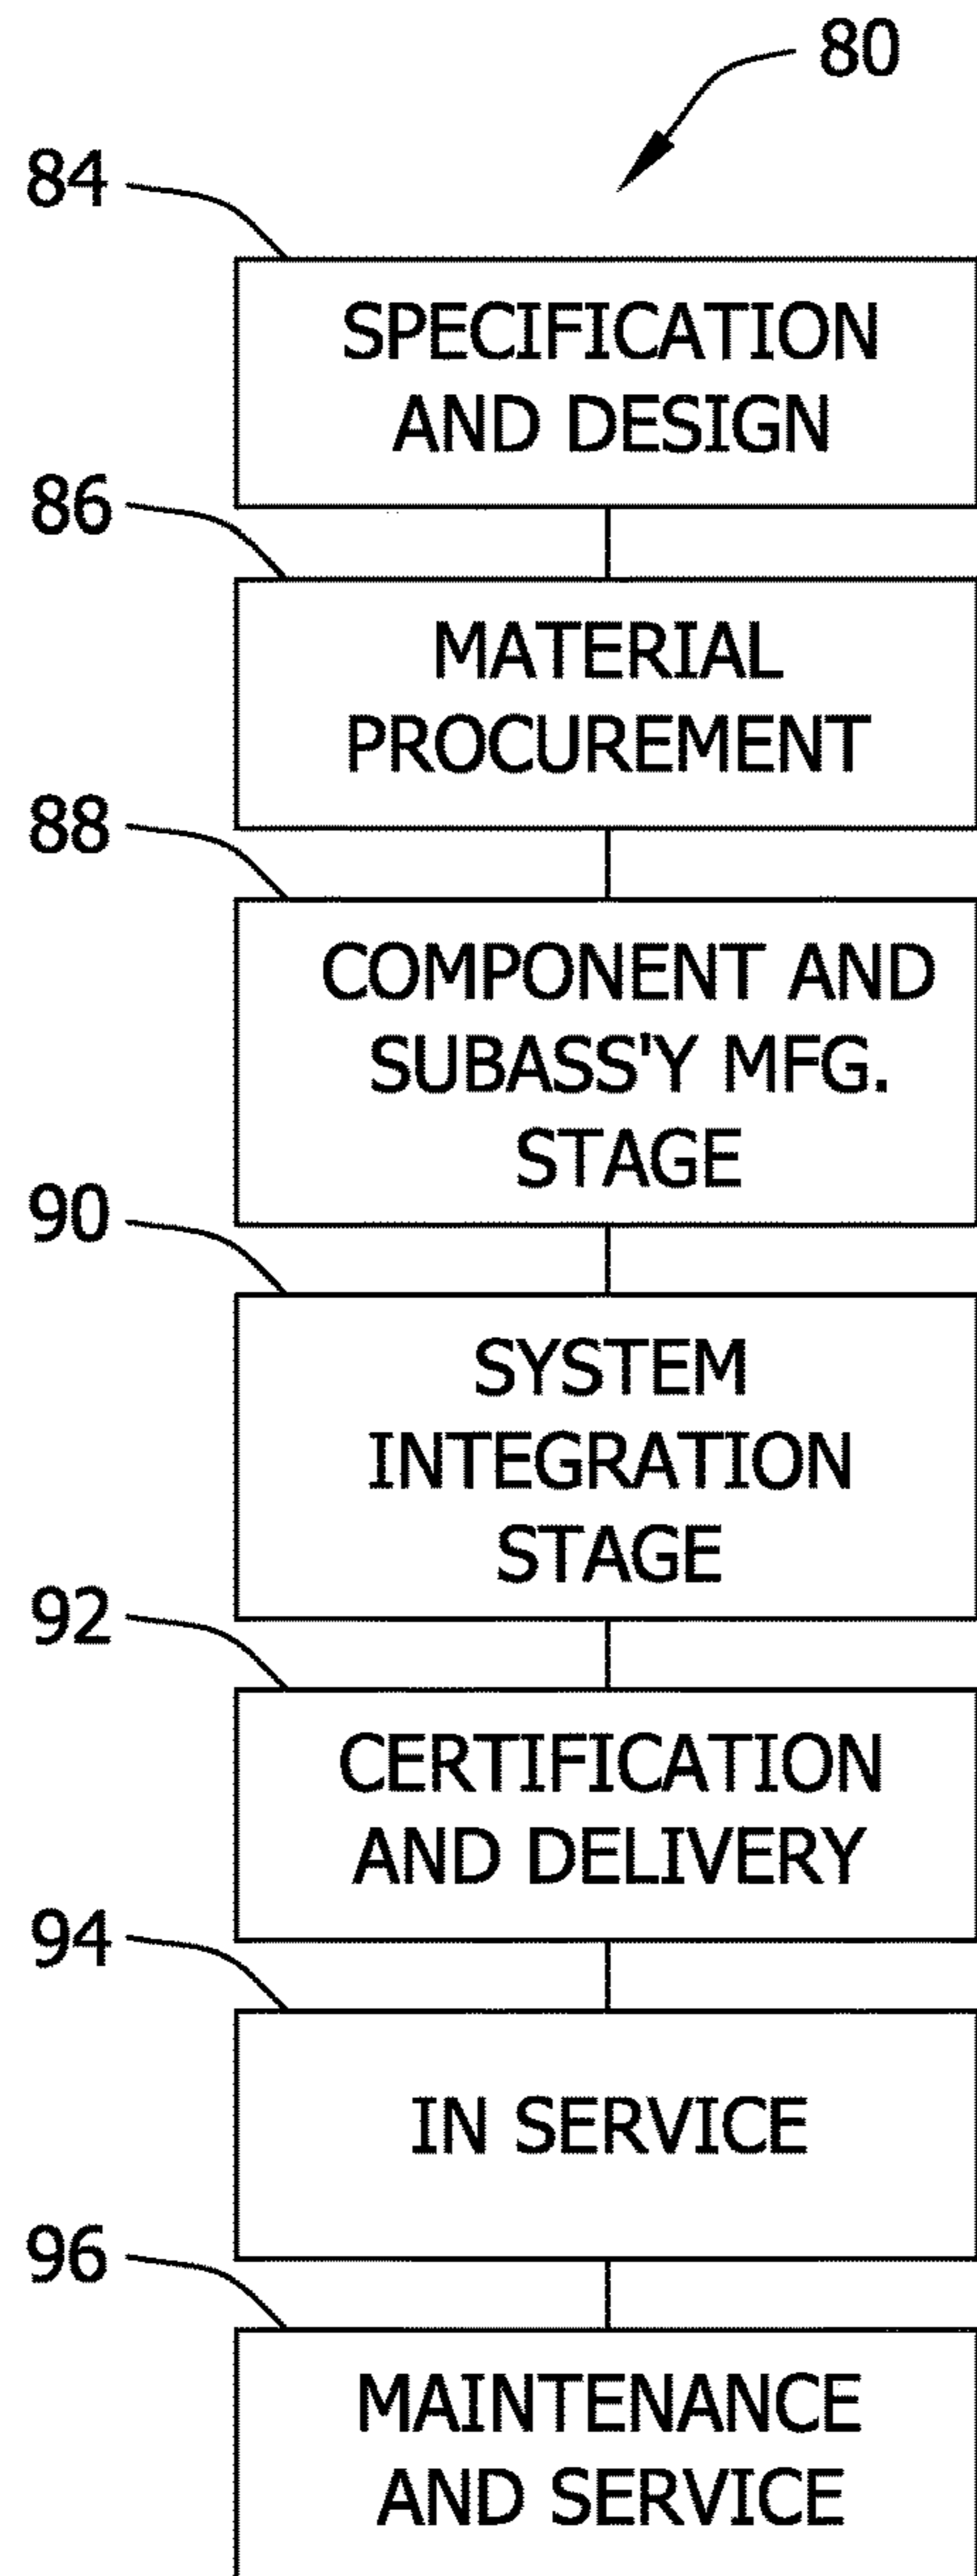 80
84
SPECIFICATION
AND DESIGN
86
MATERIAL
PROCUREMENT
88
COMPONENT AND
SUBASS'Y MFG.
STAGE
90
SYSTEM
INTEGRATION
STAGE
92
CERTIFICATION
AND DELIVERY
94
IN SERVICE
96
MAINTENANCE
AND SERVICE